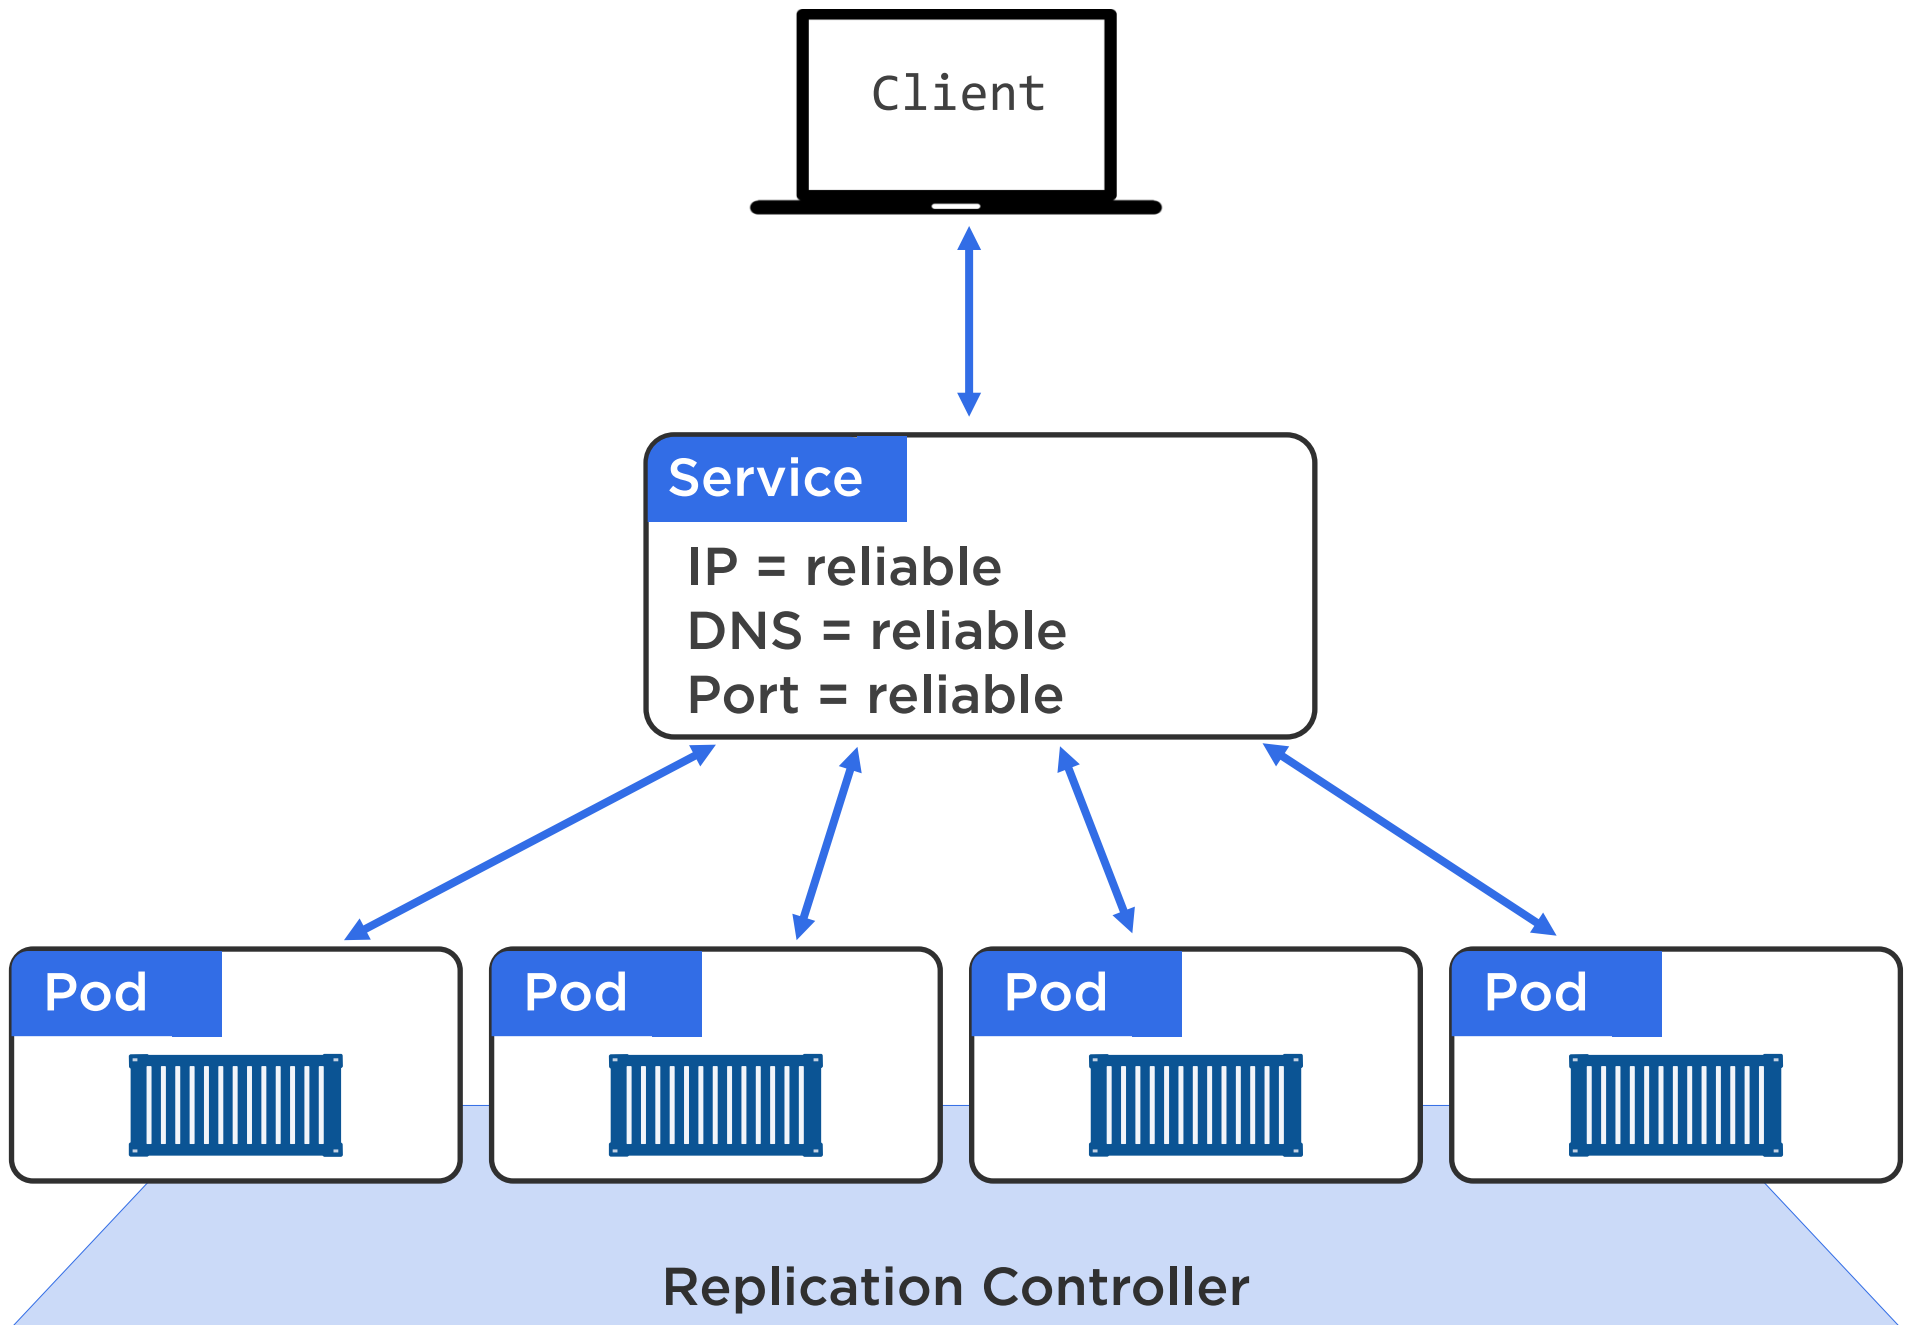 Client
Service
IP = reliable
DNS = reliable
Port = reliable
Pod
Pod
Pod
Pod
Replication Controller